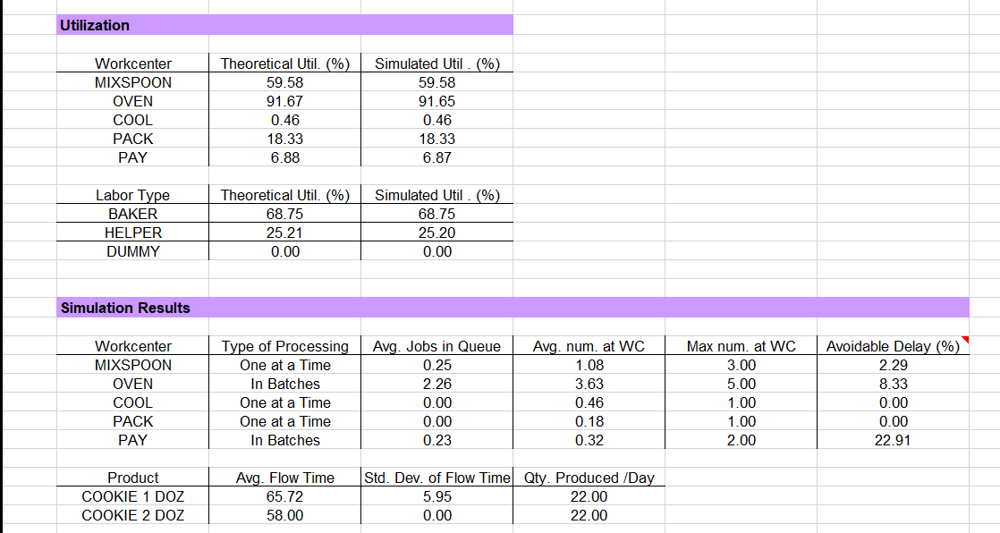 Utilization
Workcenter Theoretical Util. (%) Simulated Util . (%)
MIXSPOON 59.58 59.58
OVEN 91.67 91.65
COOL 0.46 0.46
PACK 18.33 18.33
PAY 6.88 6.87
Labor Type Theoretical Util. (%) Simulated Util . (%)
BAKER 68.75 68.75
HELPER 25.21 25.20
DUMMY 0.00 0.00
Simulation Results
Workcenter Type of Processing Avg. Jobs in Queue Avg. num. at WC Max num. at WC Avoidable Delay (%)
MIXSPOON One at a Time 0.25 1.08 3.00 2.29
OVEN In Batches 2.26 3.63 5.00 8.33
COOL One at a Time 0.00 0.46 1.00 0.00
PACK One at a Time 0.00 0.18 1.00 0.00
PAY In Batches 0.23 0.32 2.00 22.91
Product Avg. Flow Time Std. Dev. of Flow Time Qty. Produced /Day
COOKIE 1 DOZ 65.72 5.95 22.00
COOKIE 2 DOZ 58.00 0.00 22.00